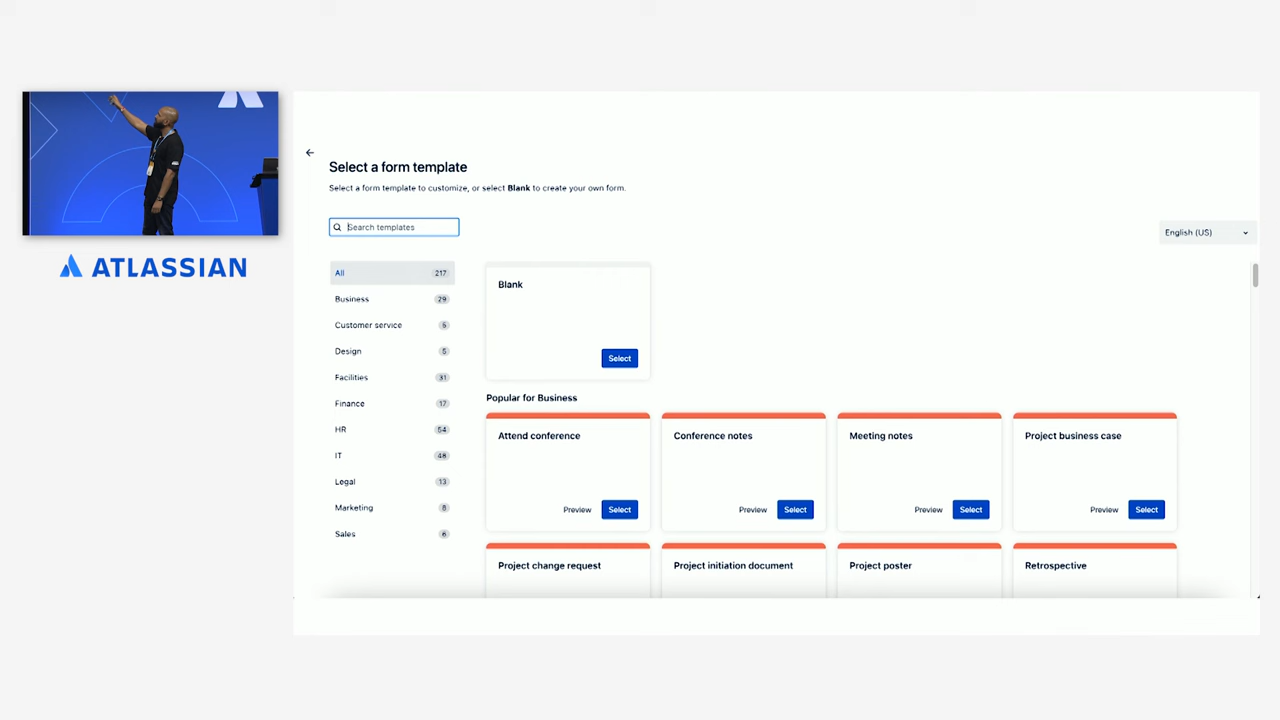 ATLASSIAN
Select a form template
Select a form template to customize, or select Blank to create your own form.
Search templates
English (US)
All 217
Business 29
Customer service 5
Design 5
Facilities 31
Finance 17
HR 54
IT 48
Legal 13
Marketing 8
Sales 6
Blank
Select
Popular for Business
Attend conference
Preview Select
Conference notes
Preview Select
Meeting notes
Preview Select
Project business case
Preview Select
Project change request
Project initiation document
Project poster
Retrospective